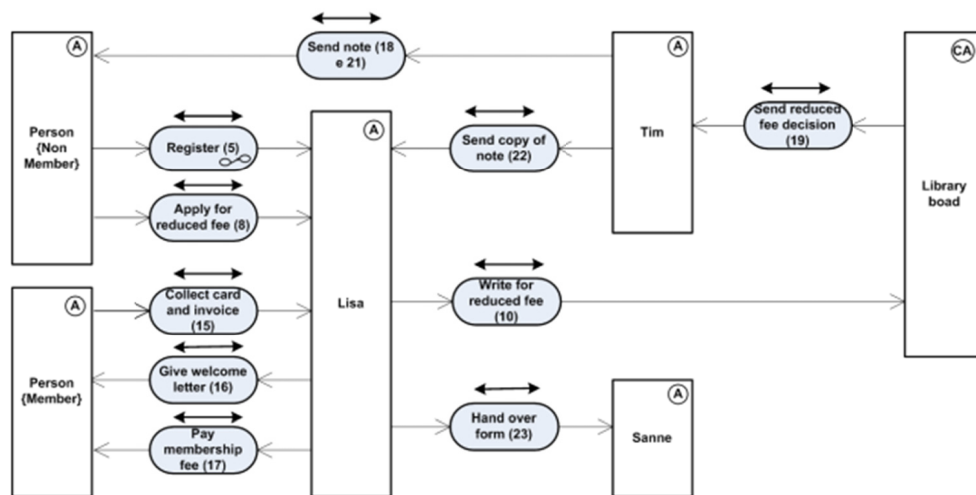 Send note (18
e 21)
A
A
CA
Person
{Non
Member}
Register (5)
A
Send copy of
note (22)
Tim
Send reduced
fee decision
(19)
Library
boad
Apply for
reduced fee (8)
A
Person
{Member}
Collect card
and invoice
(15)
Lisa
Write for
reduced fee
(10)
Give welcome
letter (16)
Pay
membership
fee (17)
Hand over
form (23)
A
Sanne